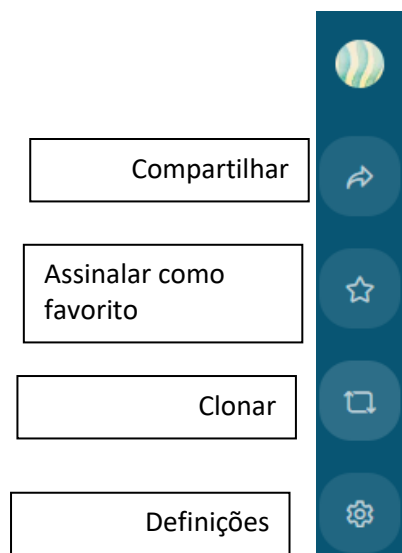 Compartilhar
Assinalar como
favorito
Clonar
Definições